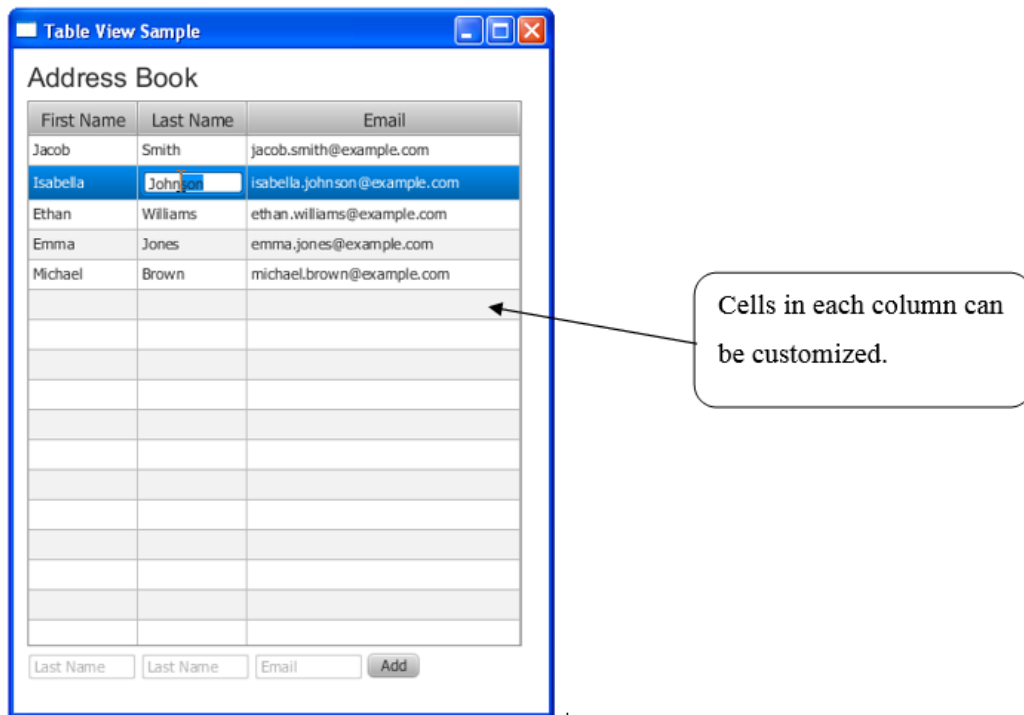 Table View Sample
Address Book
First Name Last Name Email
Jacob Smith jacob.smith@example.com
Isabella Johnson isabella.johnson@example.com
Ethan Williams ethan.williams@example.com
Emma Jones emma.jones@example.com
Michael Brown michael.brown@example.com
Last Name Last Name Email Add
Cells in each column can
be customized.